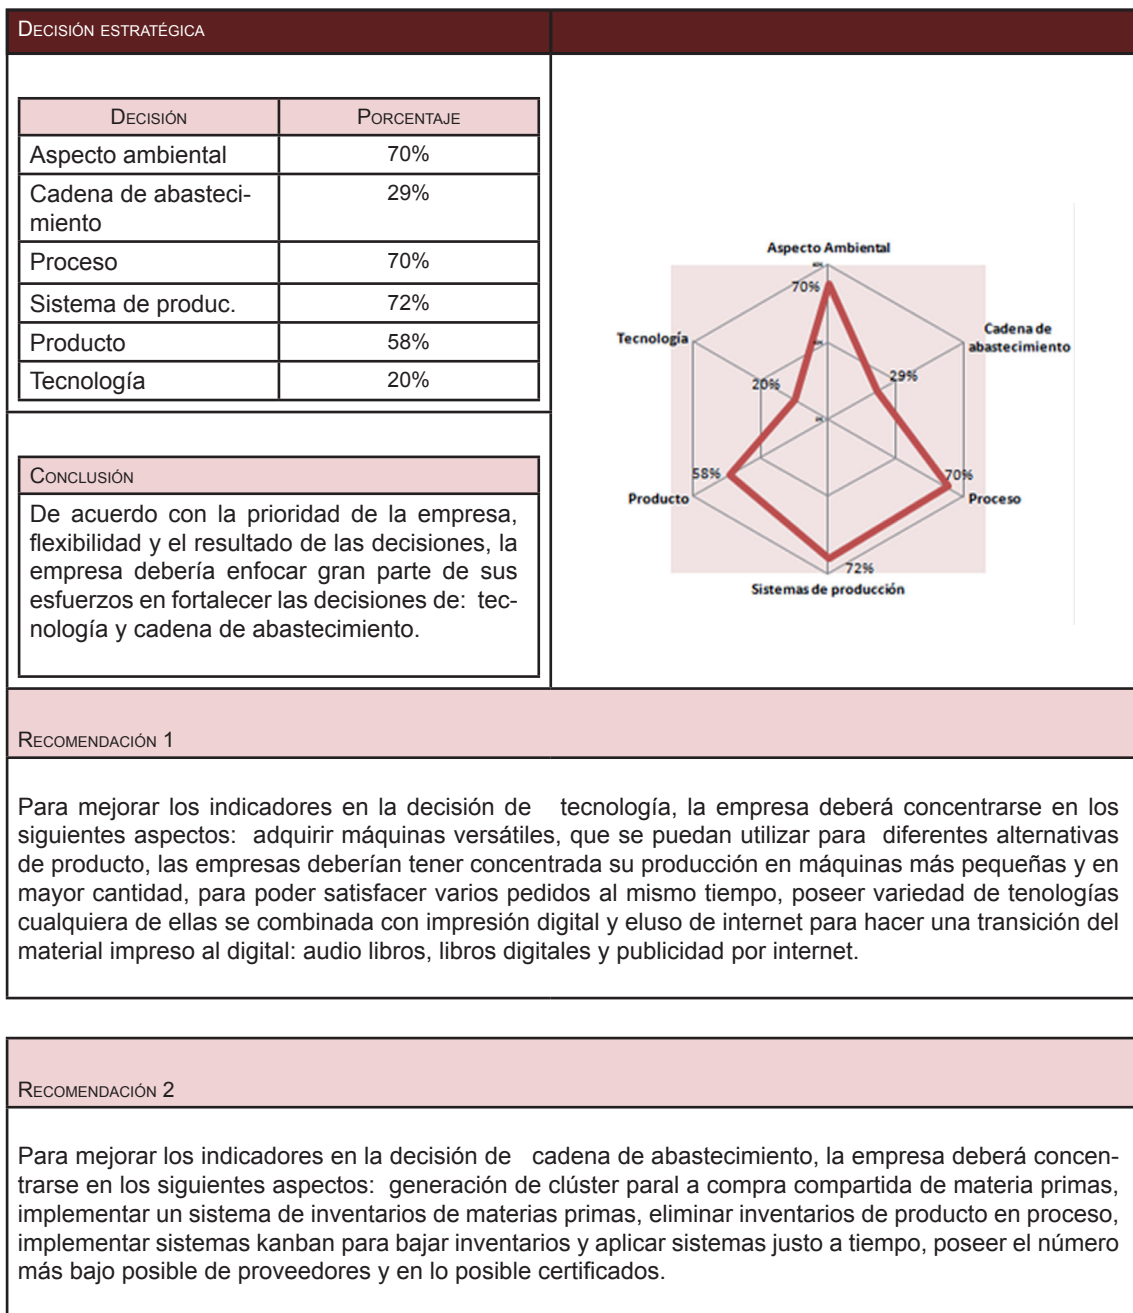 Decisión estratégica
Decisión Porcentaje
Aspecto ambiental 70%
Cadena de abasteci- 29%
miento
Proceso 70%
Sistema de produc. 72%
Producto 58%
Tecnología 20%
Conclusión
De acuerdo con la prioridad de la empresa,
flexibilidad y el resultado de las decisiones, la
empresa debería enfocar gran parte de sus
esfuerzos en fortalecer las decisiones de: tec-
nología y cadena de abastecimiento.
Aspecto Ambiental
70%
Tecnología
Cadena de
abastecimiento
20%
29%
58%
70%
Producto
Proceso
72%
Sistemas de producción
Recomendación 1
Para mejorar los indicadores en la decisión de tecnología, la empresa deberá concentrarse en los
siguientes aspectos: adquirir máquinas versátiles, que se puedan utilizar para diferentes alternativas
de producto, las empresas deberían tener concentrada su producción en máquinas más pequeñas y en
mayor cantidad, para poder satisfacer varios pedidos al mismo tiempo, poseer variedad de tenologías
cualquiera de ellas se combinada con impresión digital y eluso de internet para hacer una transición del
material impreso al digital: audio libros, libros digitales y publicidad por internet.
Recomendación 2
Para mejorar los indicadores en la decisión de cadena de abastecimiento, la empresa deberá concen-
trarse en los siguientes aspectos: generación de clúster paral a compra compartida de materia primas,
implementar un sistema de inventarios de materias primas, eliminar inventarios de producto en proceso,
implementar sistemas kanban para bajar inventarios y aplicar sistemas justo a tiempo, poseer el número
más bajo posible de proveedores y en lo posible certificados.